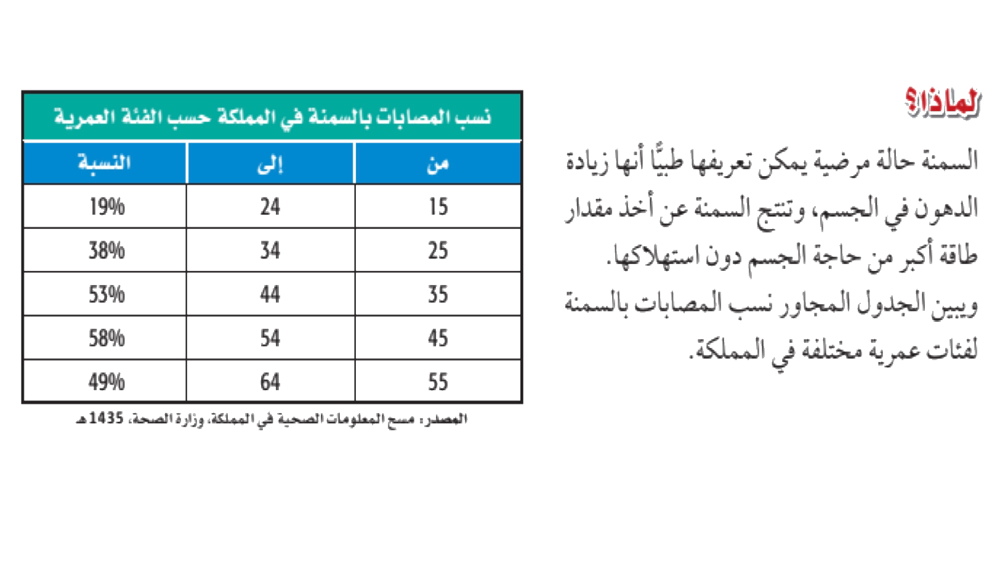 لماذا؟
السمنة حالة مرضية يمكن تعريفها طبيًّا أنها زيادة
الدهون في الجسم، وتنتج السمنة عن أخذ مقدار
طاقة أكبر من حاجة الجسم دون استهلاكها.
ويبين الجدول المجاور نسب المصابات بالسمنة
لفئات عمرية مختلفة في المملكة.
نسب المصابات بالسمنة في المملكة حسب الفئة العمرية
من إلى النسبة
15 24 19%
25 34 38%
35 44 53%
45 54 58%
55 64 49%
المصدر: مسح المعلومات الصحية في المملكة، وزارة الصحة، 1435هـ